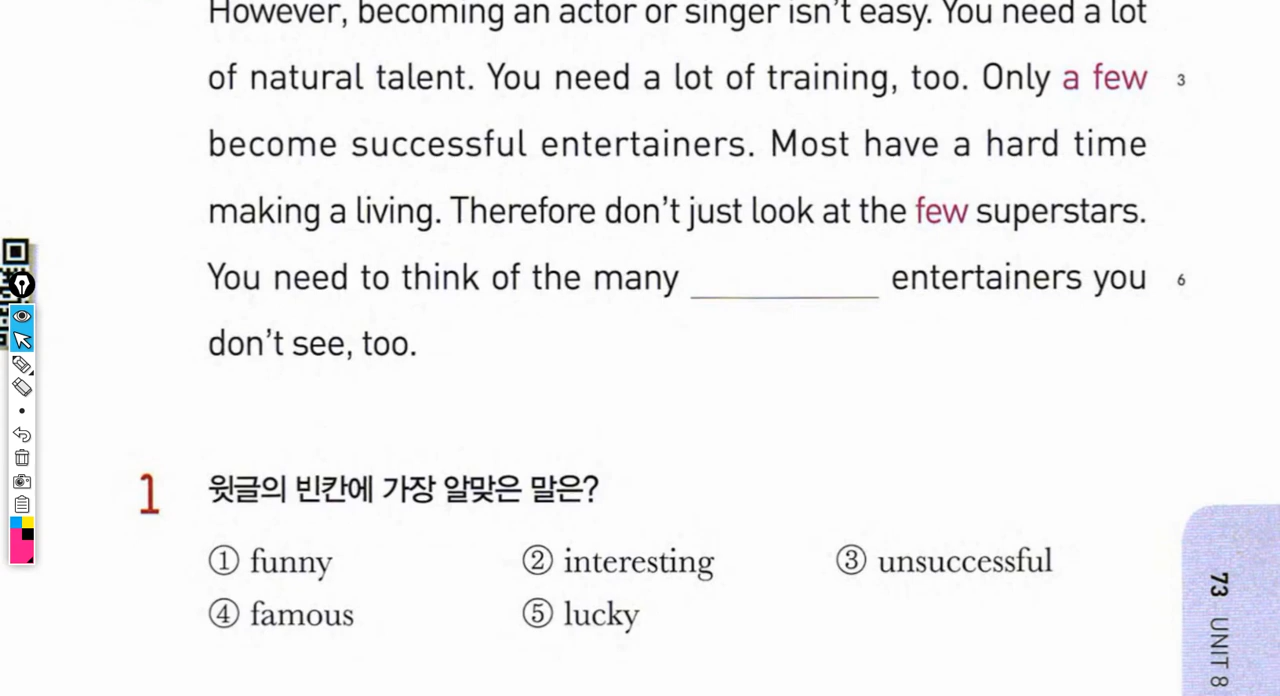 However, becoming an actor or singer isn't easy. You need a lot
of natural talent. You need a lot of training, too. Only a few 3
become successful entertainers. Most have a hard time
making a living. Therefore don't just look at the few superstars.
You need to think of the many ________ entertainers you 6
don't see, too.
1 윗글의 빈칸에 가장 알맞은 말은?
① funny ② interesting ③ unsuccessful
④ famous ⑤ lucky
73 UNIT 8